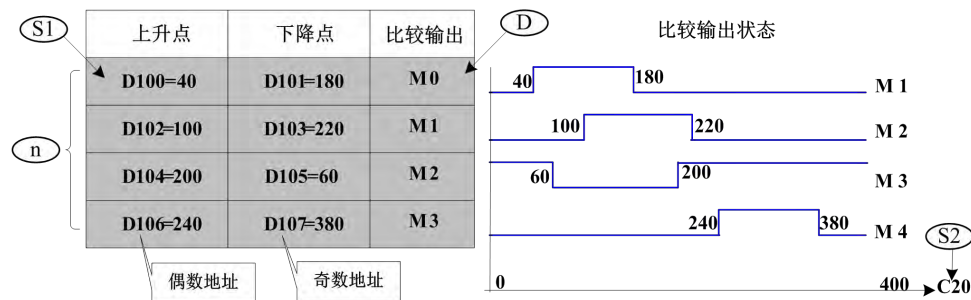 S1
上升点 下降点 比较输出
D
比较输出状态
D100=40 D101=180 M0
D102=100 D103=220 M1
D104=200 D105=60 M2
D106=240 D107=380 M3
n
偶数地址 奇数地址
40 180 M 1
100 220 M 2
60 200 M 3
240 380 M 4
S2
0 400 C20